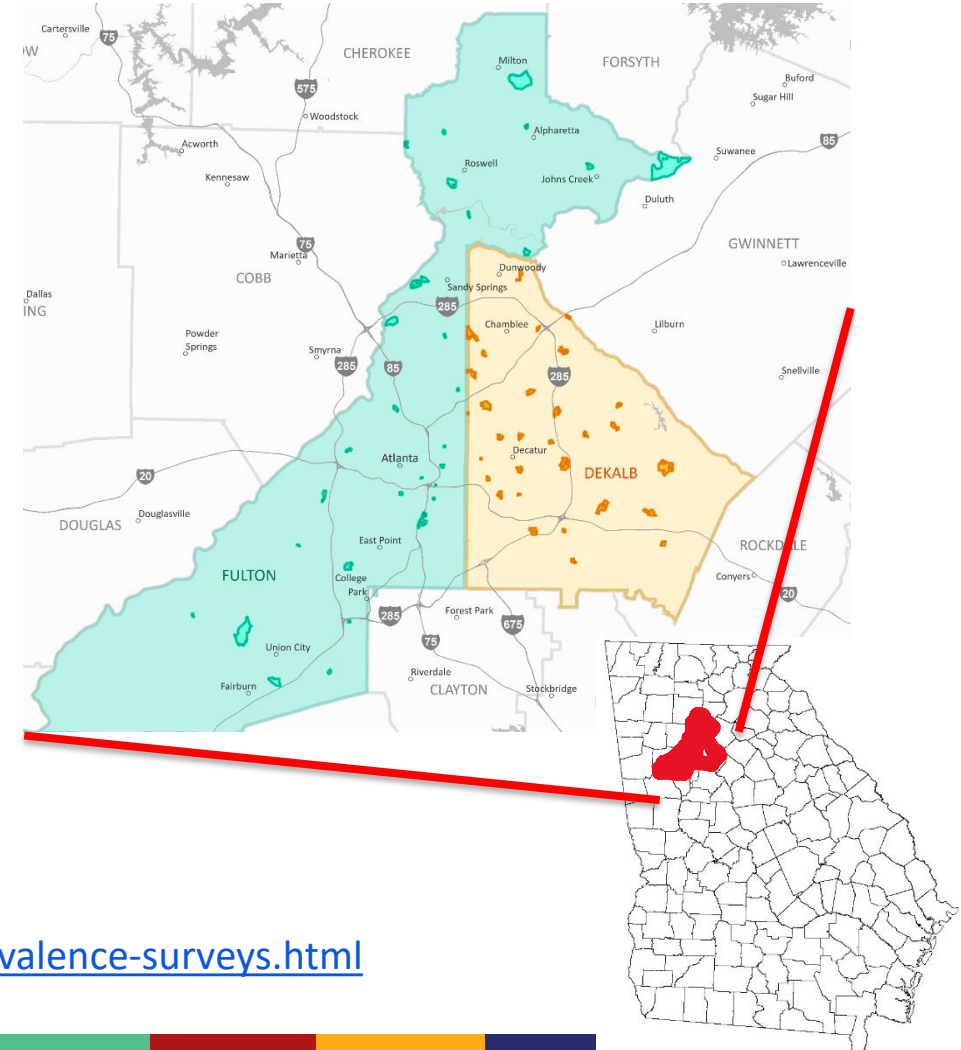 Cartersville
75
OW
CHEROKEE
Milton
FORSYTH
Buford
Sugar Hill
575
Woodstock
Alpharetta
85
Acworth
Suwanee
Roswell
Kennesaw
Johns Creek
Duluth
75
GWINNETT
Marietta
Lawrenceville
COBB
Dunwoody
Sandy Springs
Dallas
ING
285
Chamblee
Lilburn
Powder
Springs
Smyrna
285
85
285
Snellville
Decatur
Atlanta
DEKALB
20
Douglasville
DOUGLAS
East Point
ROCKDALE
FULTON
College
Park
Conyers
20
285
Forest Park
675
75
Union City
Riverdale
Fairburn
CLAYTON
Stockbridge
valence-surveys.html